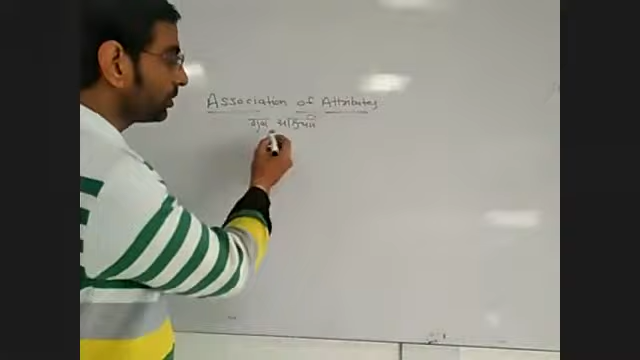 Association of Attributes
गुण